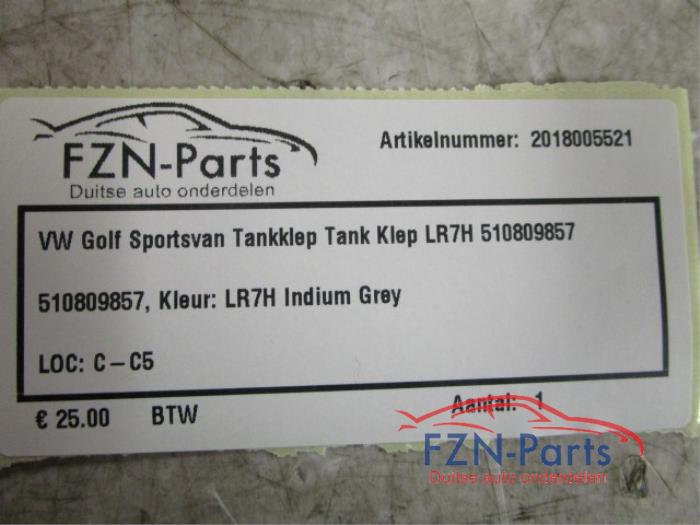 FZN-Parts
Duitse auto onderdelen
Artikelnummer: 2018005521
VW Golf Sportsvan Tankklep Tank Klep LR7H 510809857
510809857, Kleur: LR7H Indium Grey
LOC: C-C5
€ 25.00 BTW
Aantal: 1
FZN-Parts
Duitse auto onderdelen